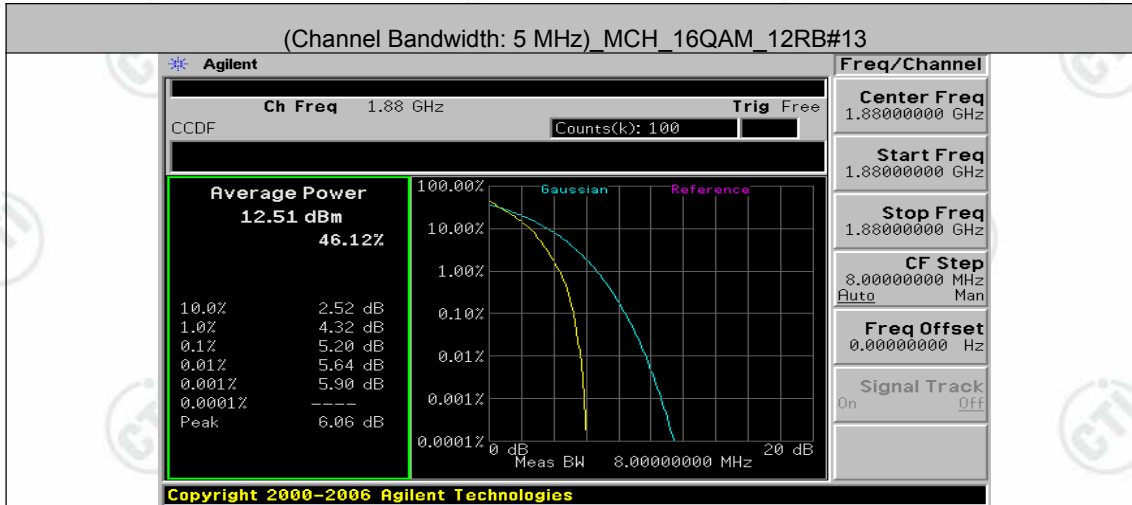 (Channel Bandwidth: 5 MHz)_MCH_16QAM_12RB#13
Agilent
Freq/Channel
Ch Freq 1.88 GHz Trig Free
CCDF Counts(k): 100
Average Power
12.51 dBm
46.12%
10.0% 2.52 dB
1.0% 4.32 dB
0.1% 5.20 dB
0.01% 5.64 dB
0.001% 5.90 dB
0.0001% ----
Peak 6.06 dB
Gaussian Reference
100.00%
10.00%
1.00%
0.10%
0.01%
0.001%
0.0001%
0 dB 20 dB
Meas BW 8.00000000 MHz
Center Freq
1.88000000 GHz
Start Freq
1.88000000 GHz
Stop Freq
1.88000000 GHz
CF Step
8.00000000 MHz
Auto Man
Freq Offset
0.00000000 Hz
Signal Track
On Off
Copyright 2000-2006 Agilent Technologies
CTI
CTI